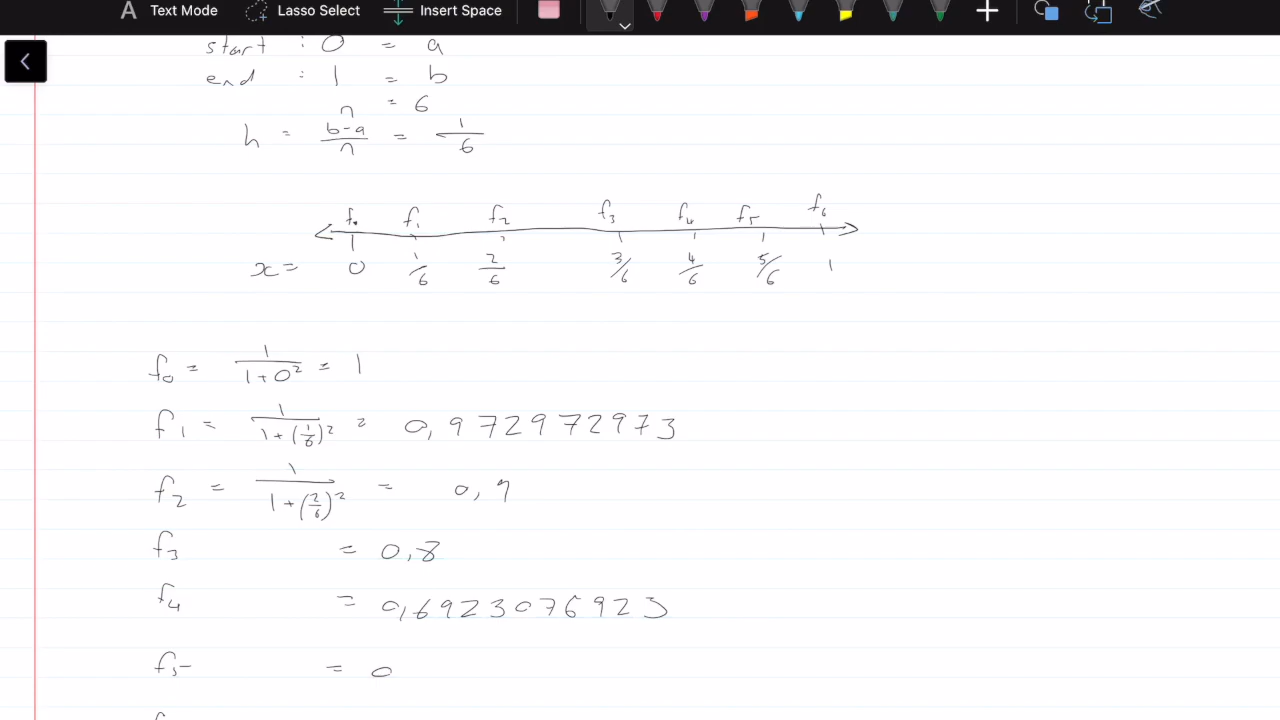 Text Mode Lasso Select Insert Space
start : 0 = a
end : 1 = b
n = 6
h = b-a/n = 1/6
f0 f1 f2 f3 f4 f5 f6
x = 0 1/6 2/6 3/6 4/6 5/6 1
f0 = 1/(1+0²) = 1
f1 = 1/(1+(1/6)²) = 0,972972973
f2 = 1/(1+(2/6)²) = 0,9
f3 = 0,8
f4 = 0,6923076923
f5 = 0